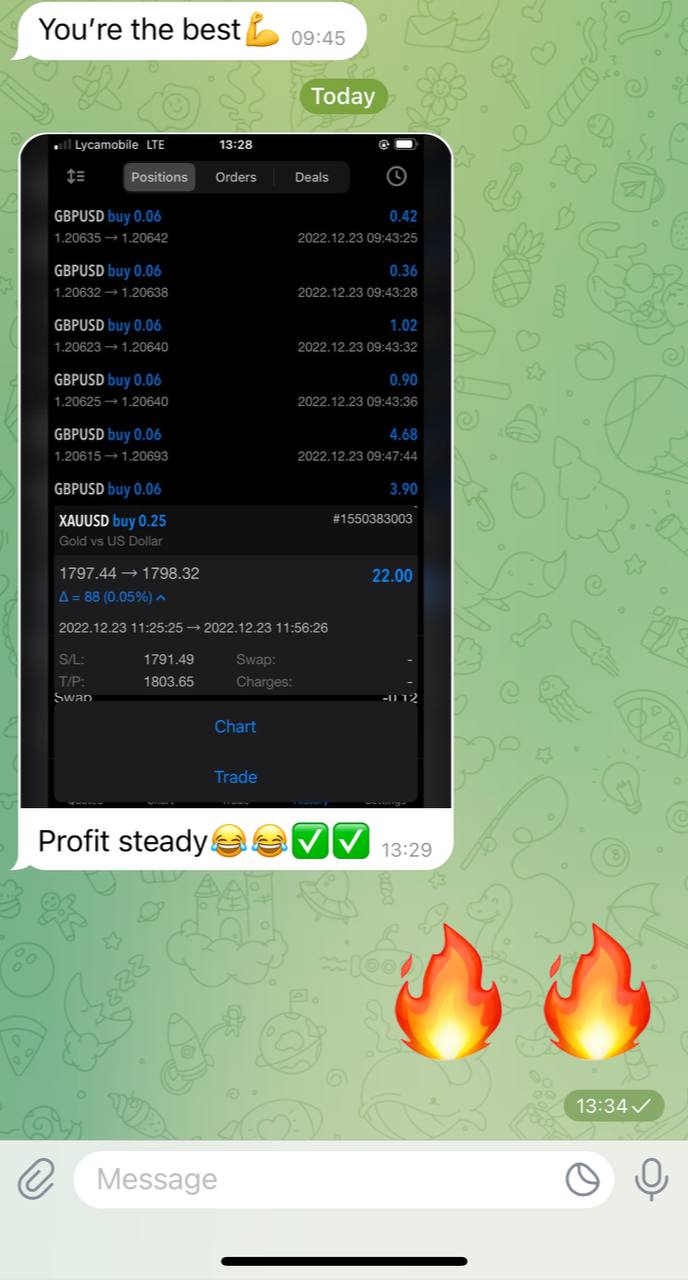 You're the best💪 09:45
Today
Lycamobile LTE 13:28
Positions Orders Deals
GBPUSD buy 0.06 0.42
1.20635 → 1.20642 2022.12.23 09:43:25
GBPUSD buy 0.06 0.36
1.20632 → 1.20638 2022.12.23 09:43:28
GBPUSD buy 0.06 1.02
1.20623 → 1.20640 2022.12.23 09:43:32
GBPUSD buy 0.06 0.90
1.20625 → 1.20640 2022.12.23 09:43:36
GBPUSD buy 0.06 4.68
1.20615 → 1.20693 2022.12.23 09:47:44
GBPUSD buy 0.06 3.90
XAUUSD buy 0.25 #1550383003
Gold vs US Dollar
1797.44 → 1798.32 22.00
Δ = 88 (0.05%)
2022.12.23 11:25:25 → 2022.12.23 11:56:26
S/L: 1791.49 Swap: -
T/P: 1803.65 Charges: -
Swap -0.12
Chart
Trade
Quotes Chart Trade History Settings
Profit steady😂😂✅✅ 13:29
🔥🔥
13:34
Message